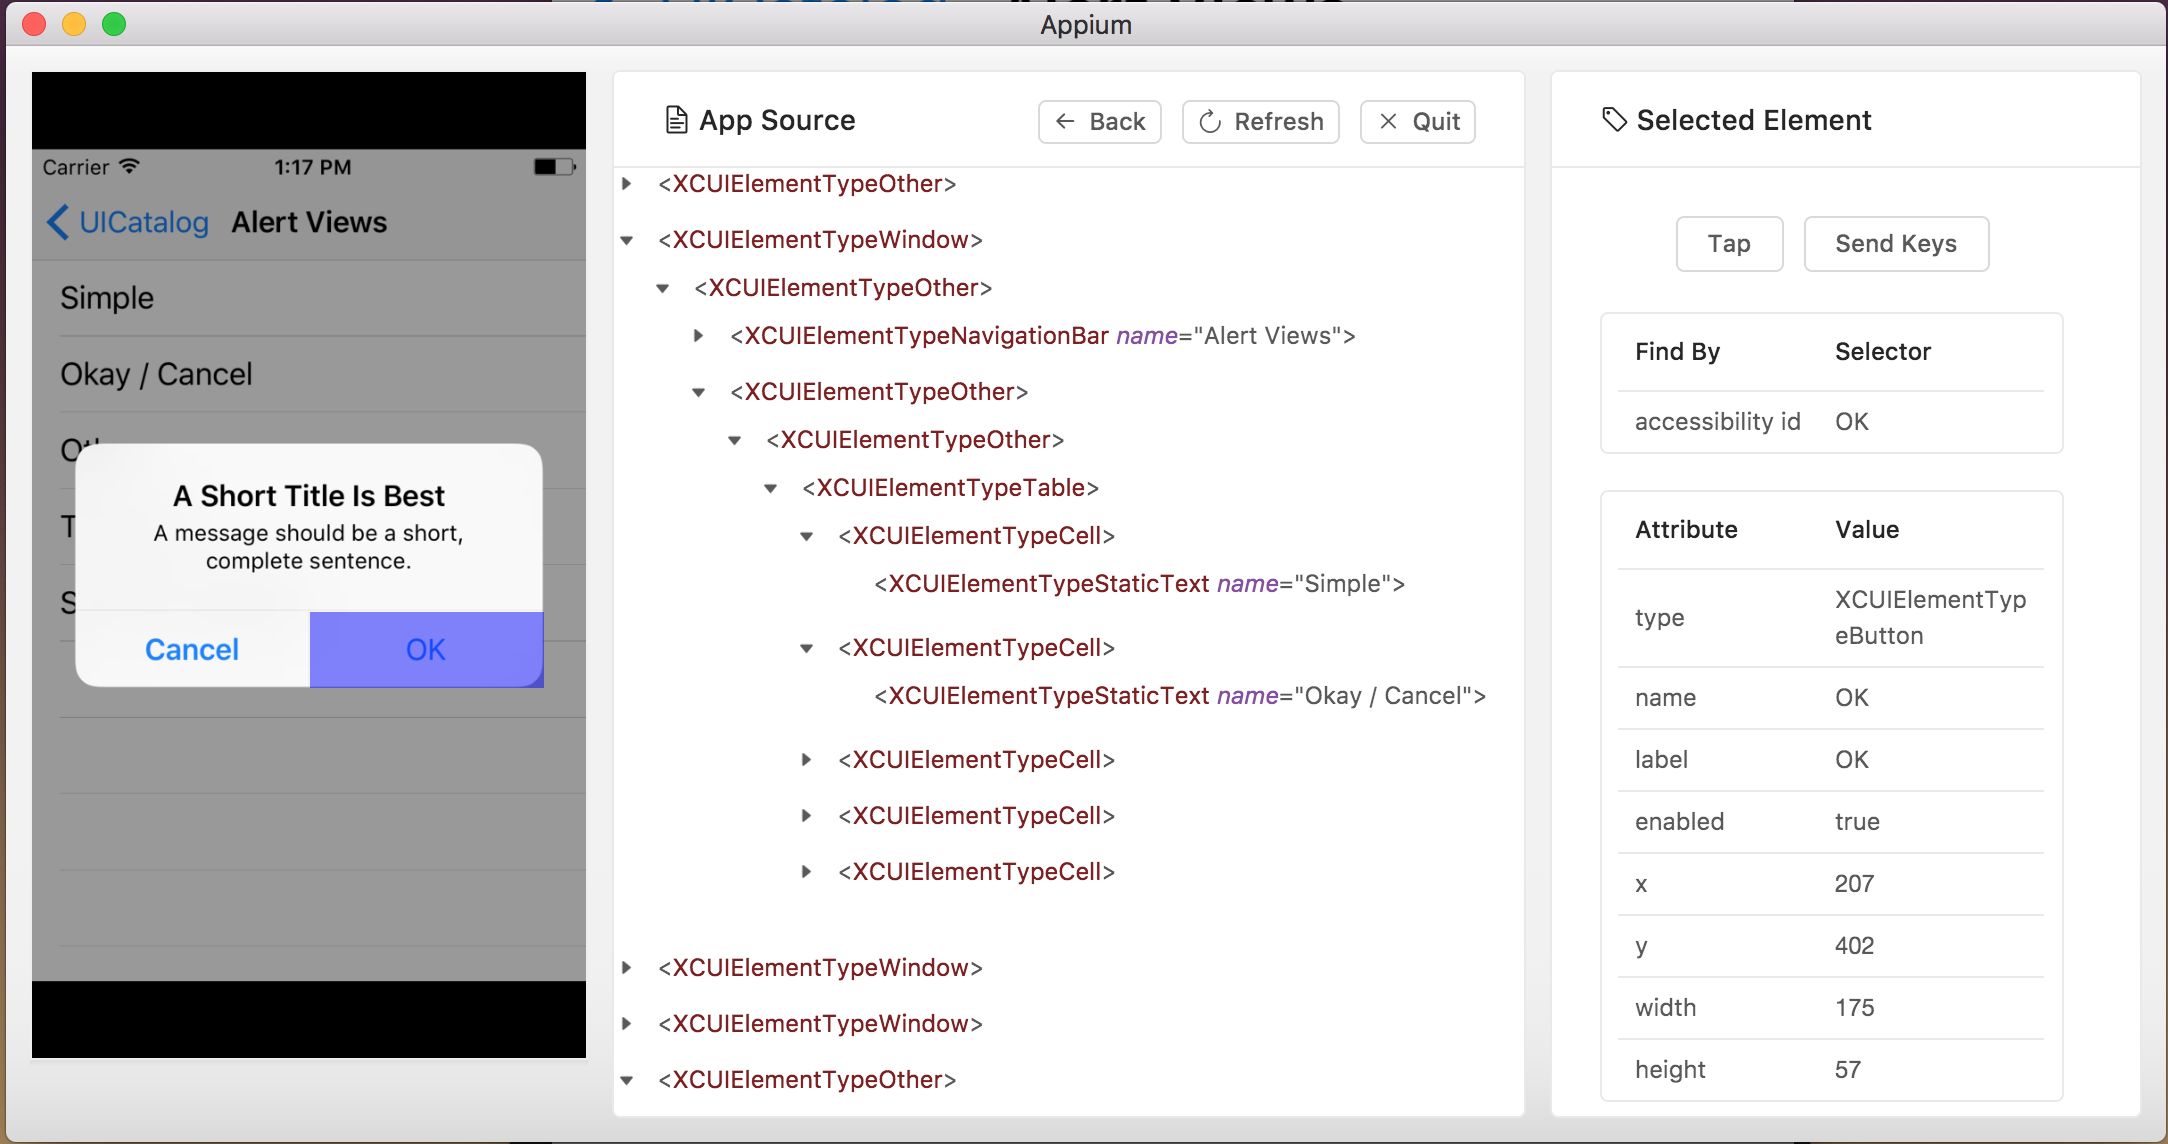 Appium
Carrier
1:17 PM
UICatalog
Alert Views
Simple
Okay / Cancel
A Short Title Is Best
A message should be a short,
complete sentence.
Cancel
OK
App Source
Back
Refresh
Quit
<XCUIElementTypeOther>
<XCUIElementTypeWindow>
<XCUIElementTypeOther>
<XCUIElementTypeNavigationBar name="Alert Views">
<XCUIElementTypeOther>
<XCUIElementTypeOther>
<XCUIElementTypeTable>
<XCUIElementTypeCell>
<XCUIElementTypeStaticText name="Simple">
<XCUIElementTypeCell>
<XCUIElementTypeStaticText name="Okay / Cancel">
<XCUIElementTypeCell>
<XCUIElementTypeCell>
<XCUIElementTypeCell>
<XCUIElementTypeWindow>
<XCUIElementTypeWindow>
<XCUIElementTypeOther>
Selected Element
Tap
Send Keys
Find By Selector
accessibility id OK
Attribute Value
type XCUIElementTyp
eButton
name OK
label OK
enabled true
x 207
y 402
width 175
height 57